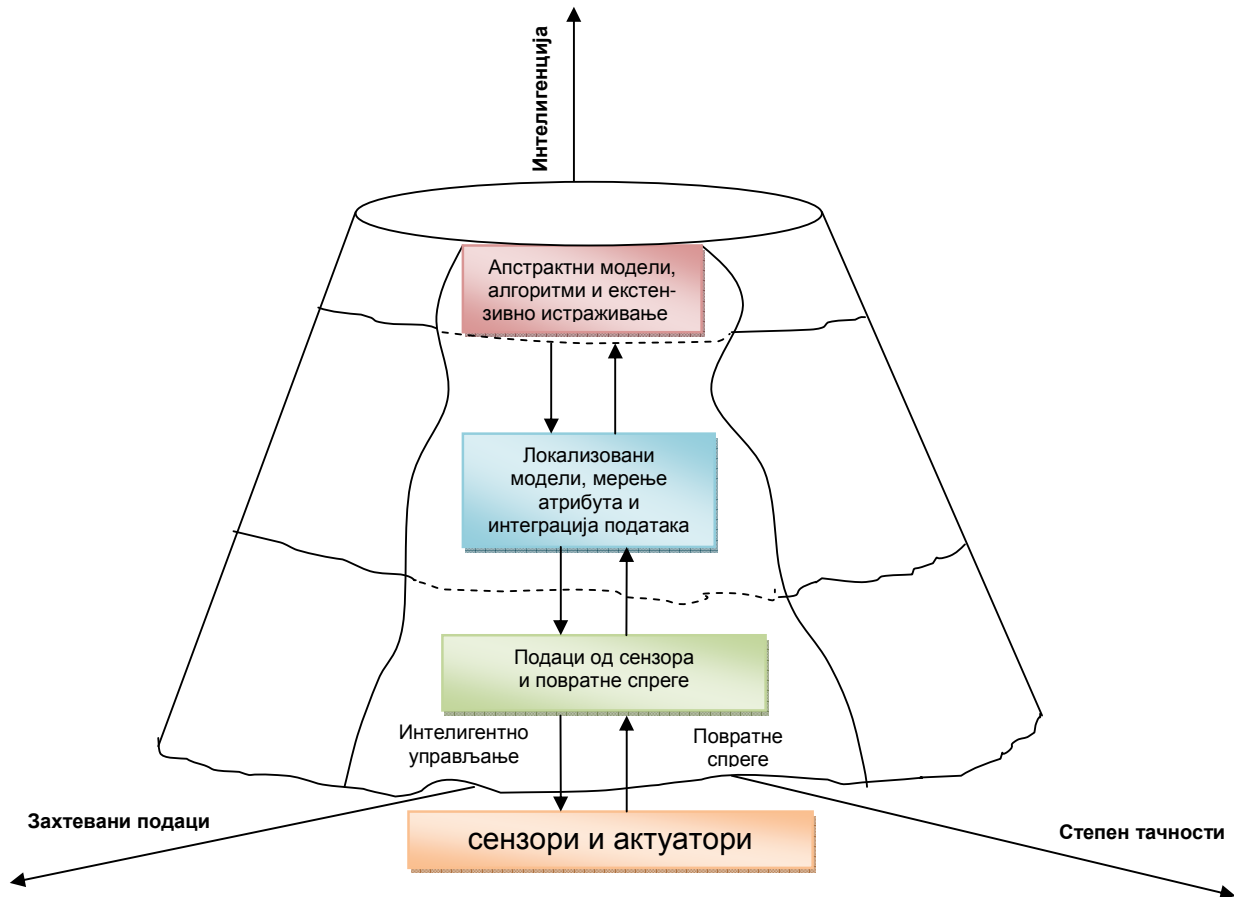 Интелигенција
Апстрактни модели,
алгоритми и екстен-
зивно истраживање
Локализовани
модели, мерење
атрибута и
интеграција података
Подаци од сензора
и повратне спреге
Интелигентно
управљање
Повратне
спреге
Захтевани подаци
сензори и актуатори
Степен тачности